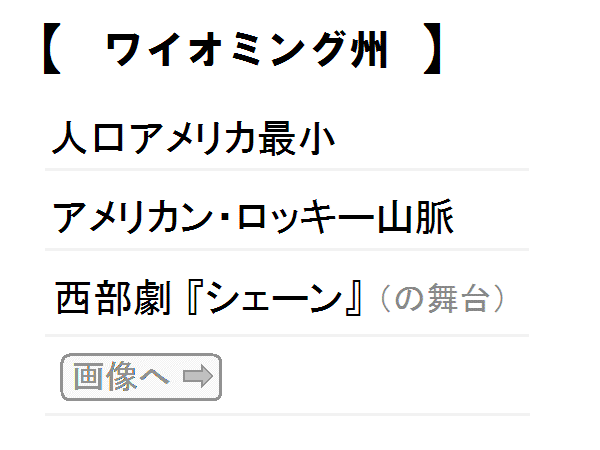 【 ワイオミング州 】
人口アメリカ最小
アメリカン・ロッキー山脈
西部劇『シェーン』（の舞台）
画像へ ⇨